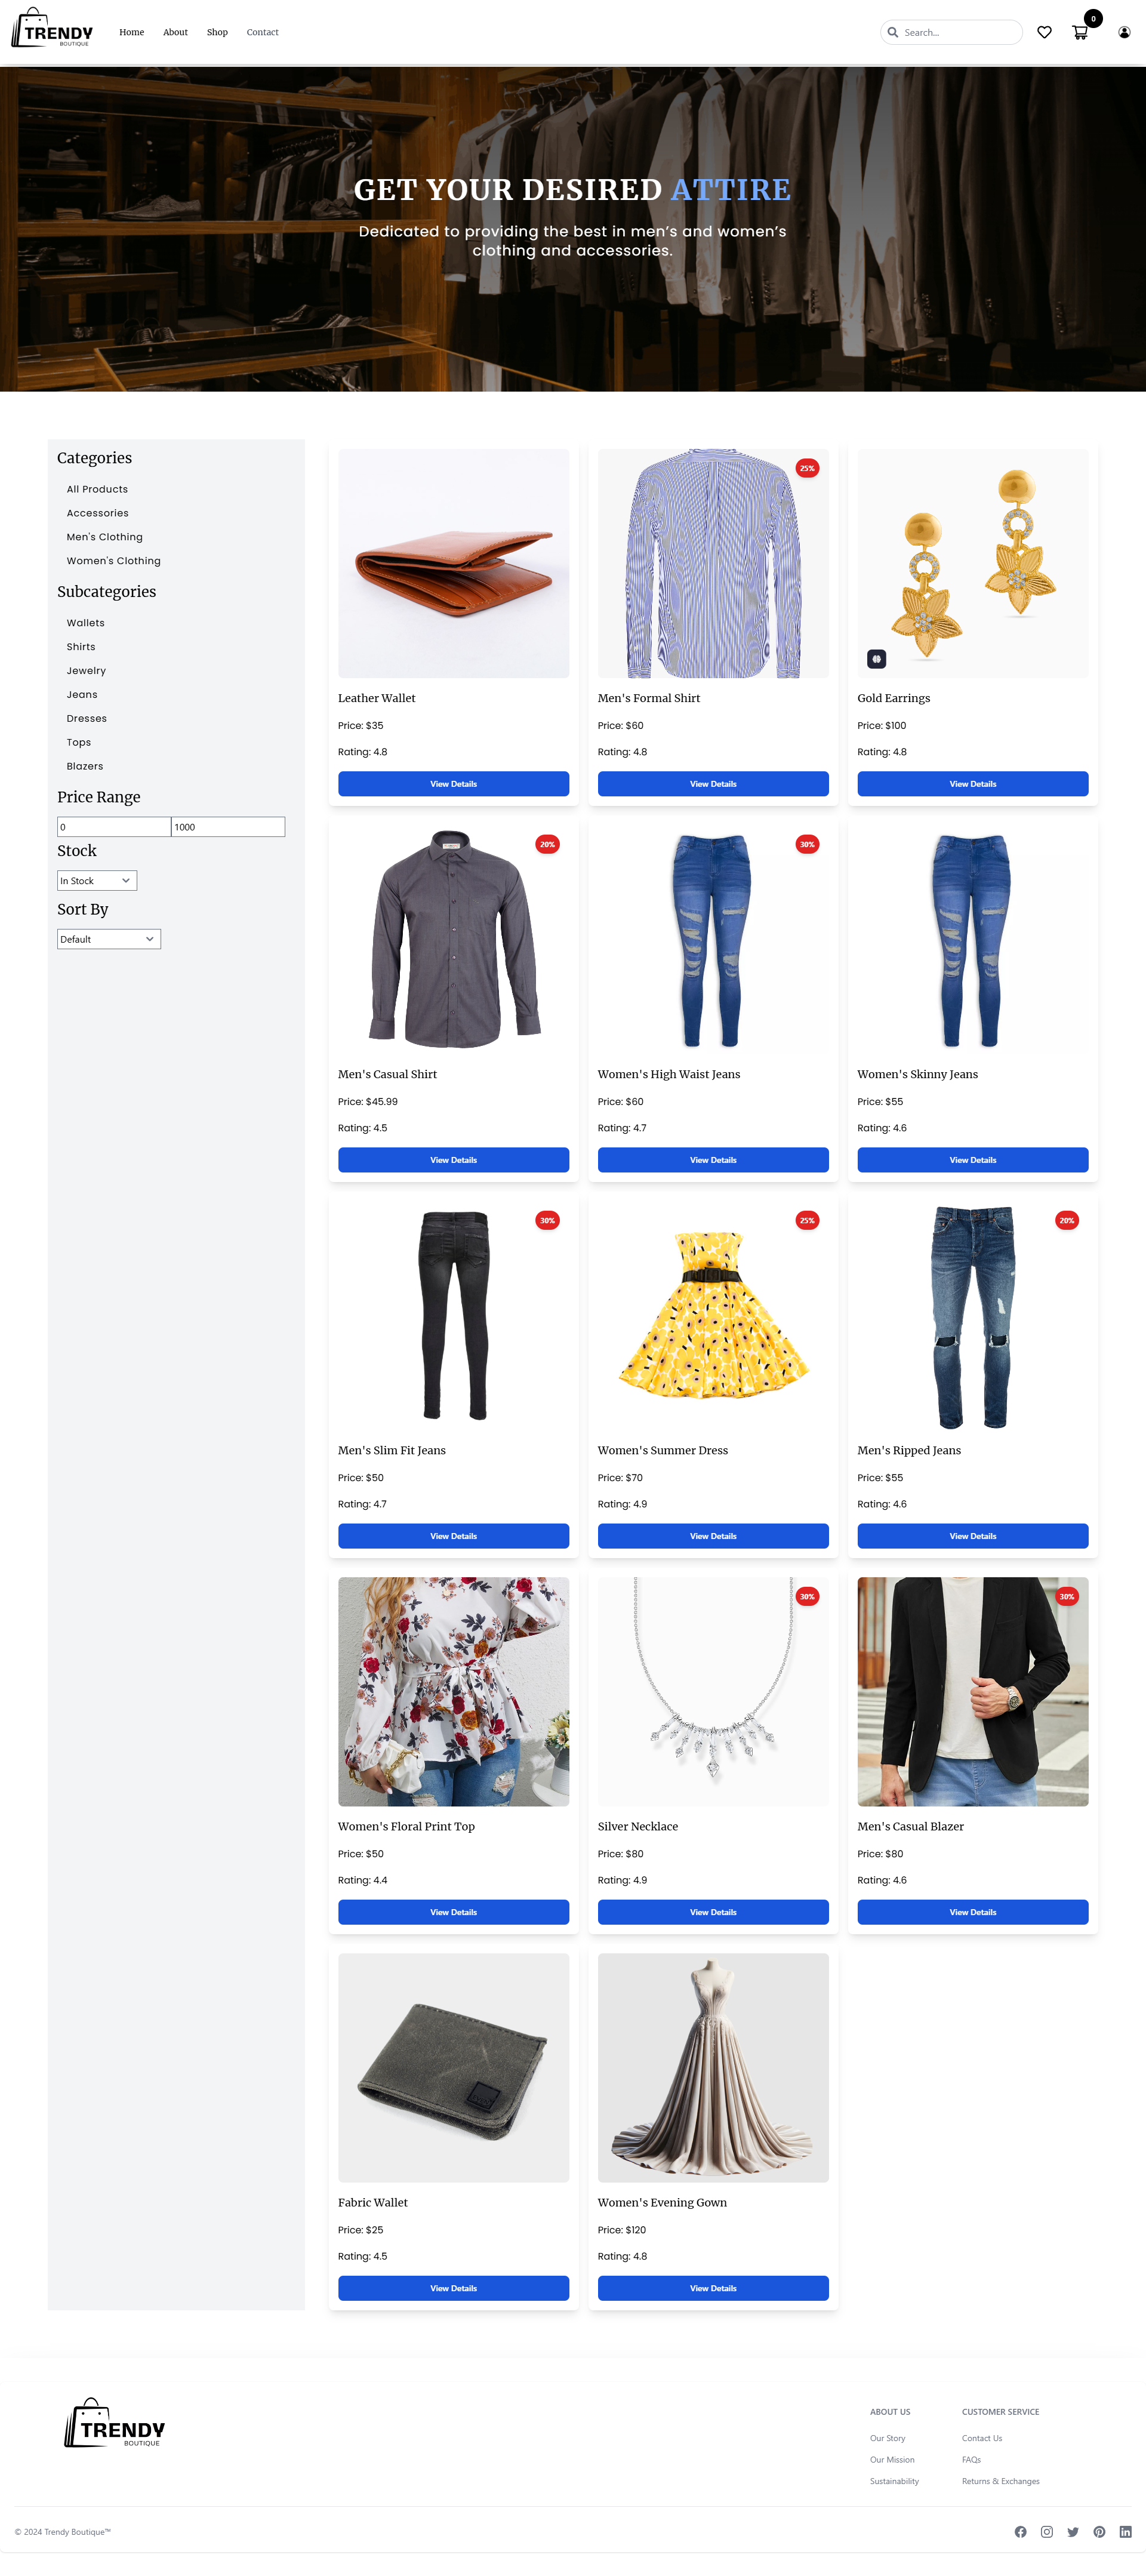 TRENDY
BOUTIQUE
Home
About
Shop
Contact
Search...
0
GET YOUR DESIRED ATTIRE
Dedicated to providing the best in men’s and women’s
clothing and accessories.
Categories
All Products
Accessories
Men's Clothing
Women's Clothing
Subcategories
Wallets
Shirts
Jewelry
Jeans
Dresses
Tops
Blazers
Price Range
0
1000
Stock
In Stock
Sort By
Default
Leather Wallet
Price: $35
Rating: 4.8
View Details
25%
Men's Formal Shirt
Price: $60
Rating: 4.8
View Details
Gold Earrings
Price: $100
Rating: 4.8
View Details
20%
Men's Casual Shirt
Price: $45.99
Rating: 4.5
View Details
30%
Women's High Waist Jeans
Price: $60
Rating: 4.7
View Details
Women's Skinny Jeans
Price: $55
Rating: 4.6
View Details
30%
Men's Slim Fit Jeans
Price: $50
Rating: 4.7
View Details
25%
Women's Summer Dress
Price: $70
Rating: 4.9
View Details
20%
Men's Ripped Jeans
Price: $55
Rating: 4.6
View Details
Women's Floral Print Top
Price: $50
Rating: 4.4
View Details
30%
Silver Necklace
Price: $80
Rating: 4.9
View Details
30%
Men's Casual Blazer
Price: $80
Rating: 4.6
View Details
Fabric Wallet
Price: $25
Rating: 4.5
View Details
Women's Evening Gown
Price: $120
Rating: 4.8
View Details
TRENDY
BOUTIQUE
ABOUT US
Our Story
Our Mission
Sustainability
CUSTOMER SERVICE
Contact Us
FAQs
Returns & Exchanges
© 2024 Trendy Boutique™